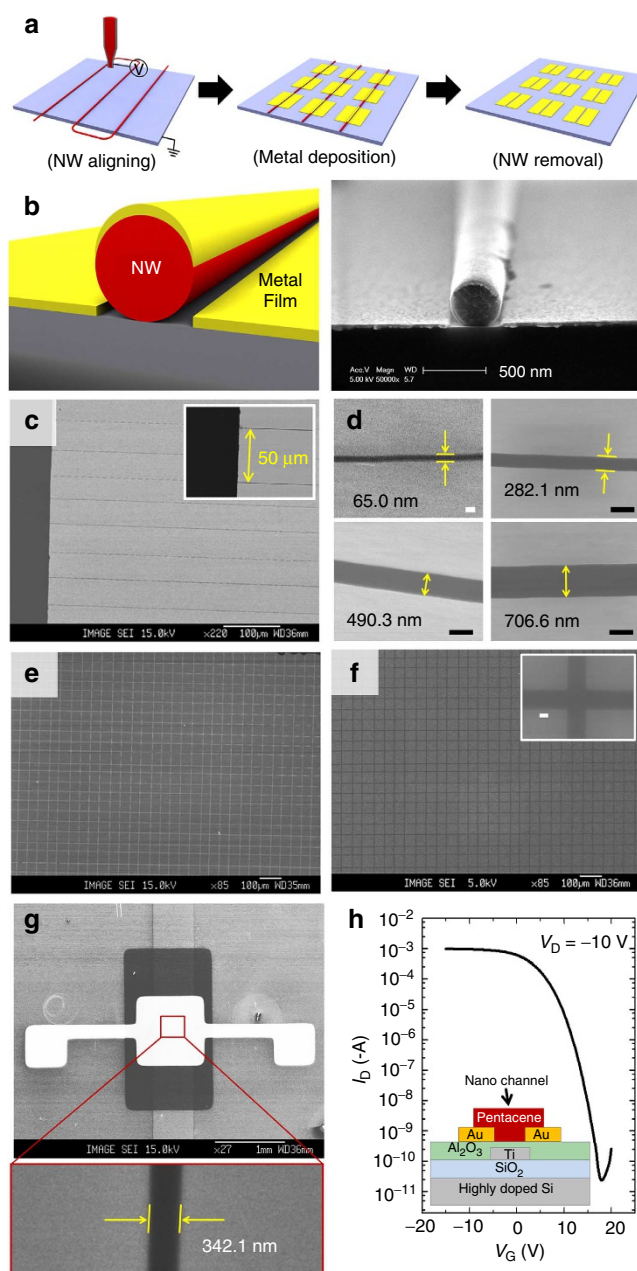 a
V
(NW aligning)
(Metal deposition)
(NW removal)
b
NW
Metal
Film
Acc.V Magn WD
5.00 kV 50000x 5.7
500 nm
c
50 μm
IMAGE SEI 15.0kV ×220 100μm WD36mm
d
65.0 nm
282.1 nm
490.3 nm
706.6 nm
e
IMAGE SEI 15.0kV ×85 100μm WD35mm
f
IMAGE SEI 5.0kV ×85 100μm WD36mm
g
×27 1mm WD36mm
342.1 nm
h
10⁻²
10⁻³
10⁻⁴
10⁻⁵
10⁻⁶
10⁻⁷
10⁻⁸
10⁻⁹
10⁻¹⁰
10⁻¹¹
I_D (-A)
V_D = −10 V
Nano channel
Pentacene
Au Au
Al₂O₃ Ti
SiO₂
Highly doped Si
−20 −10 0 10 20
V_G (V)